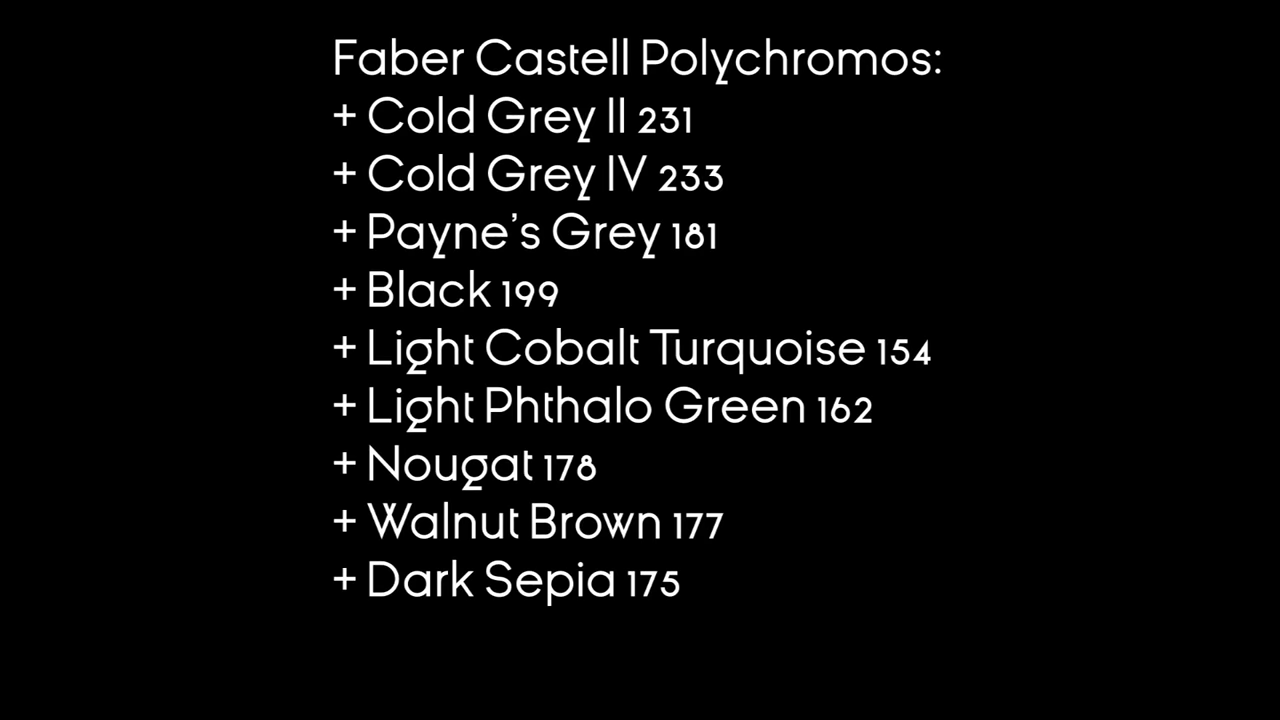 Faber Castell Polychromos:
+ Cold Grey II 231
+ Cold Grey IV 233
+ Payne’s Grey 181
+ Black 199
+ Light Cobalt Turquoise 154
+ Light Phthalo Green 162
+ Nougat 178
+ Walnut Brown 177
+ Dark Sepia 175